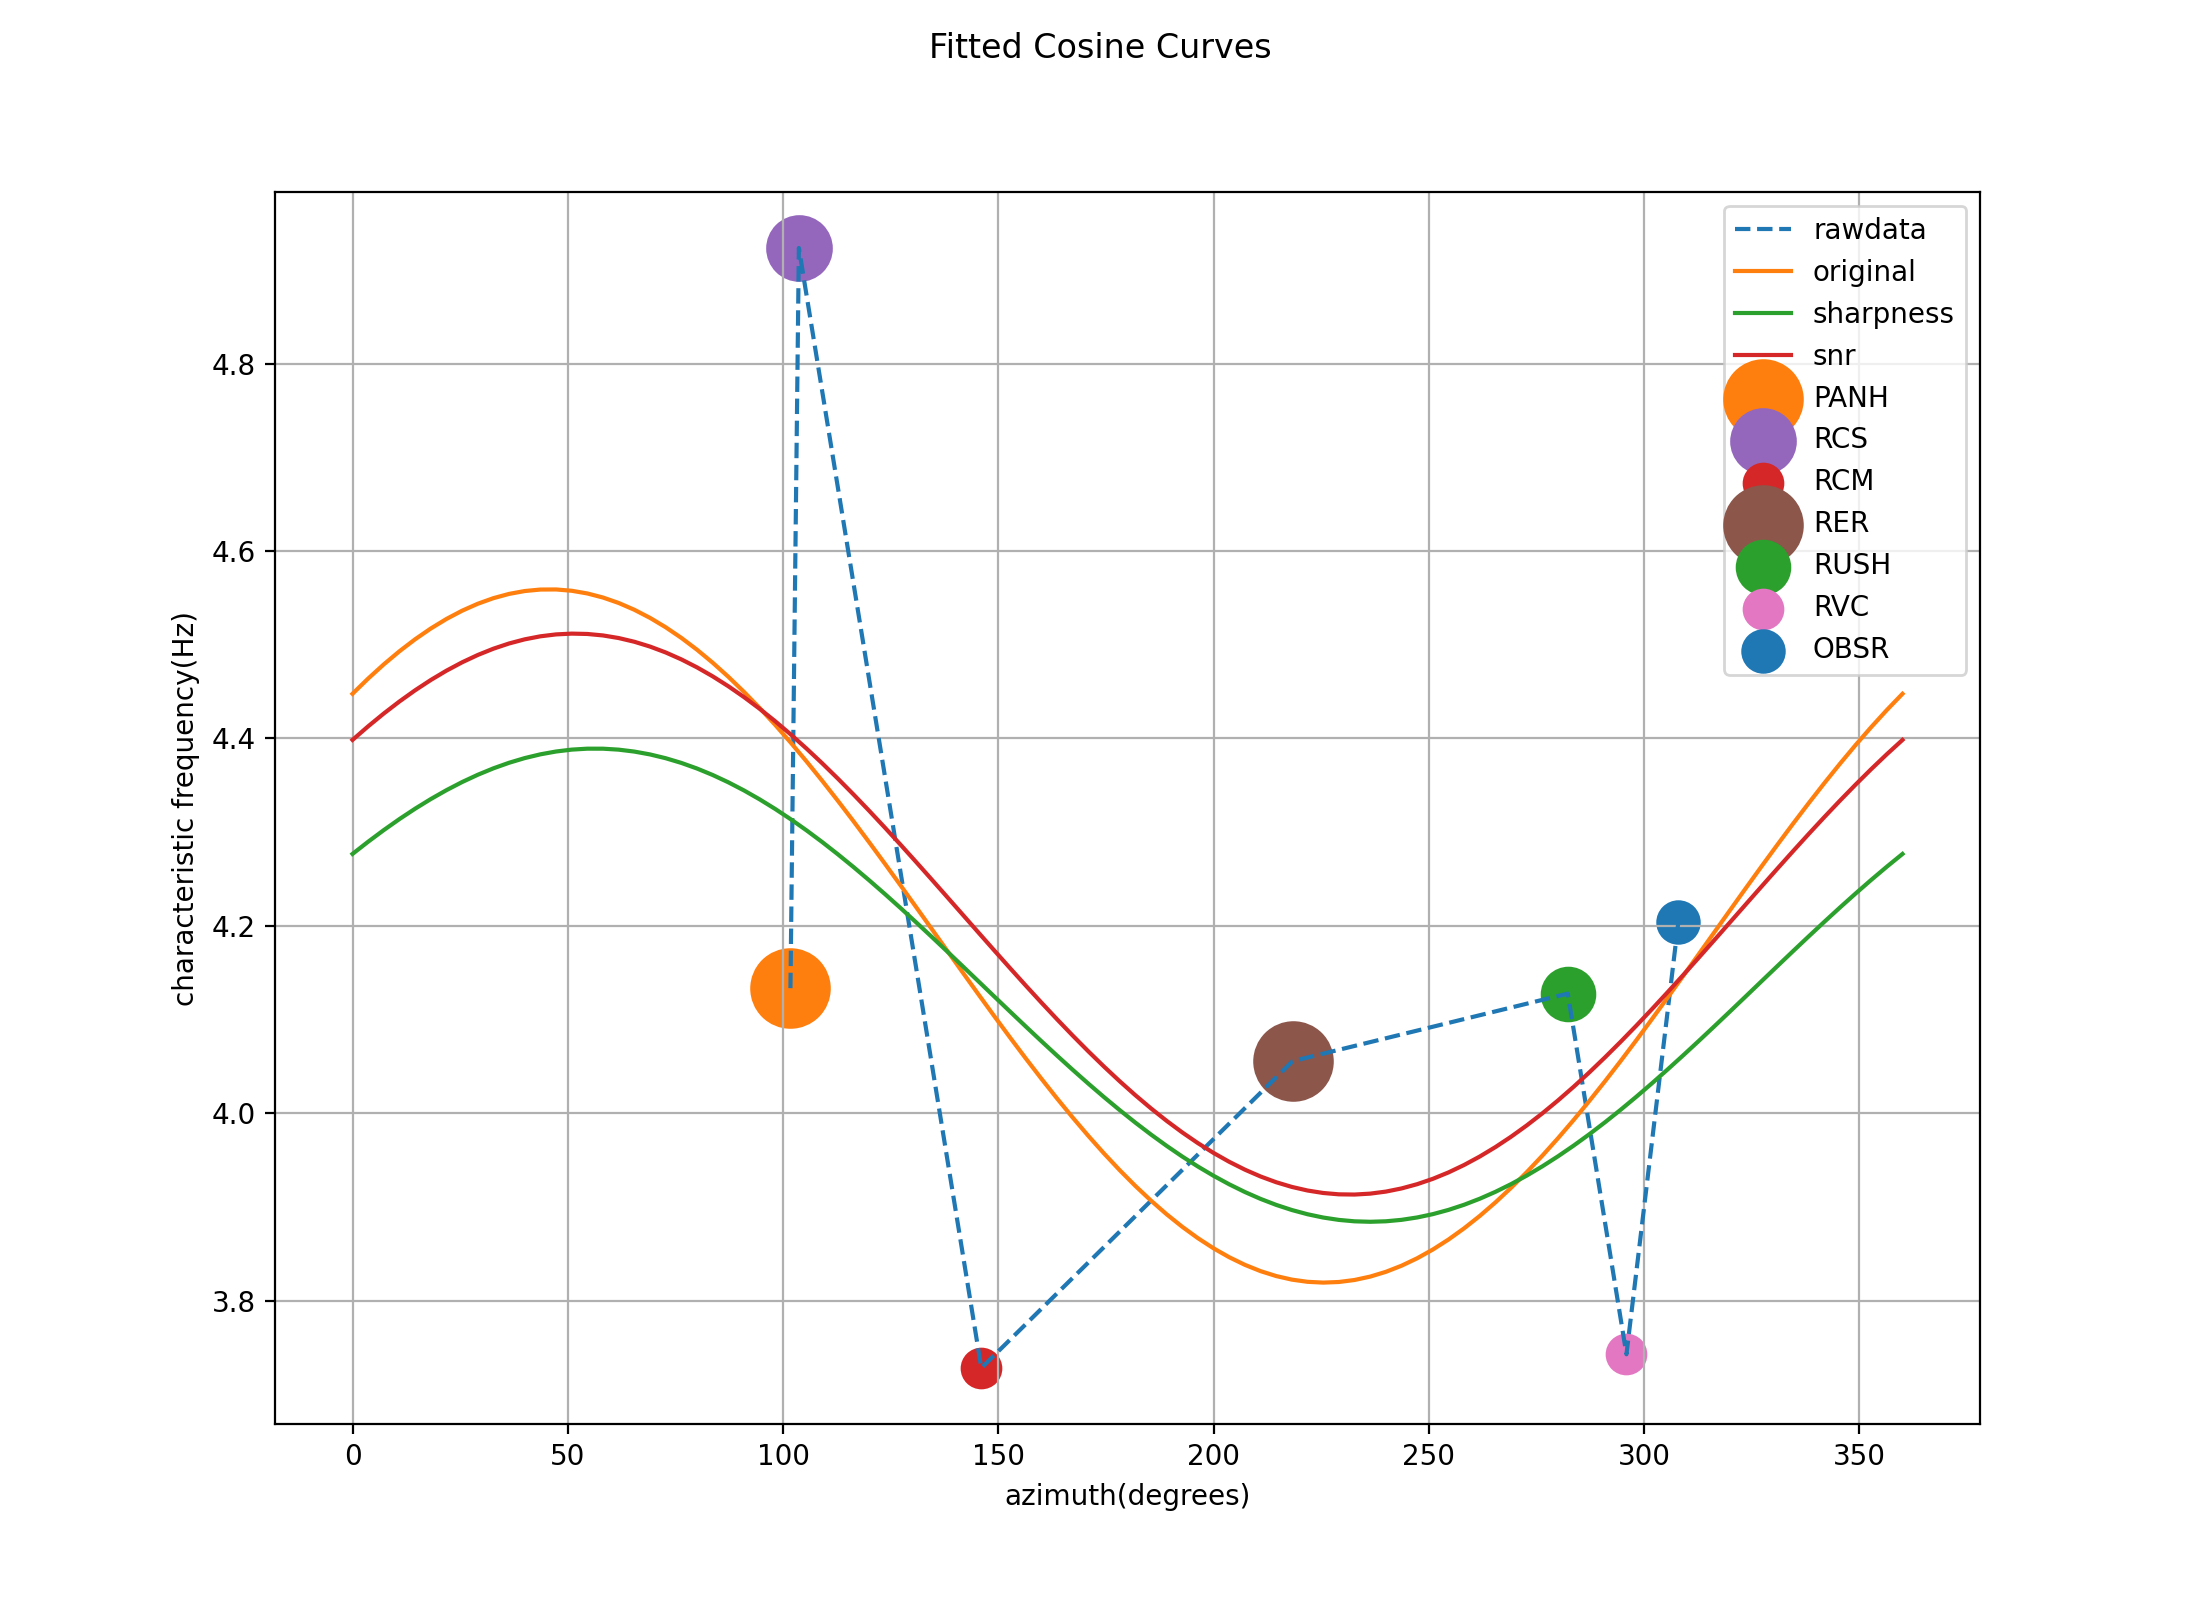 Fitted Cosine Curves
characteristic frequency(Hz)
4.8
4.6
4.4
4.2
4.0
3.8
rawdata
original
sharpness
snr
PANH
RCS
RCM
RER
RUSH
RVC
OBSR
0 50 100 150 200 250 300 350
azimuth(degrees)